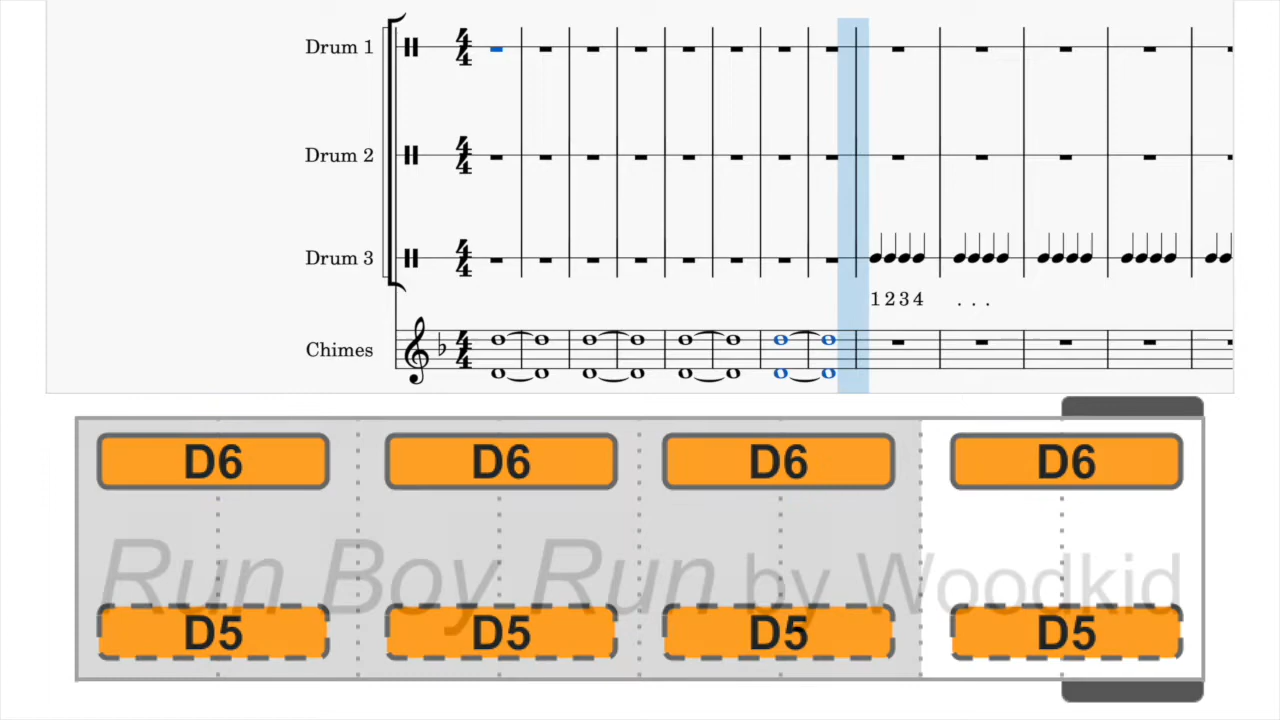 Drum 1
Drum 2
Drum 3
1 2 3 4 . . .
Chimes
D6 D6 D6 D6
Run Boy Run by Woodkid
D5 D5 D5 D5